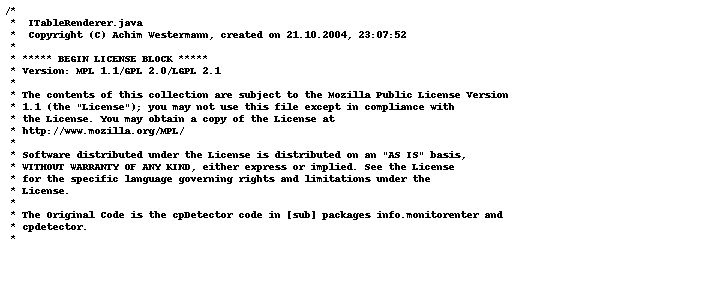 /*
 *  ITableRenderer.java
 *  Copyright (C) Achim Westermann, created on 21.10.2004, 23:07:52
 *
 * ***** BEGIN LICENSE BLOCK *****
 * Version: MPL 1.1/GPL 2.0/LGPL 2.1
 *
 * The contents of this collection are subject to the Mozilla Public License Version
 * 1.1 (the "License"); you may not use this file except in compliance with
 * the License. You may obtain a copy of the License at
 * http://www.mozilla.org/MPL/
 *
 * Software distributed under the License is distributed on an "AS IS" basis,
 * WITHOUT WARRANTY OF ANY KIND, either express or implied. See the License
 * for the specific language governing rights and limitations under the
 * License.
 *
 * The Original Code is the cpDetector code in [sub] packages info.monitorenter and
 * cpdetector.
 *